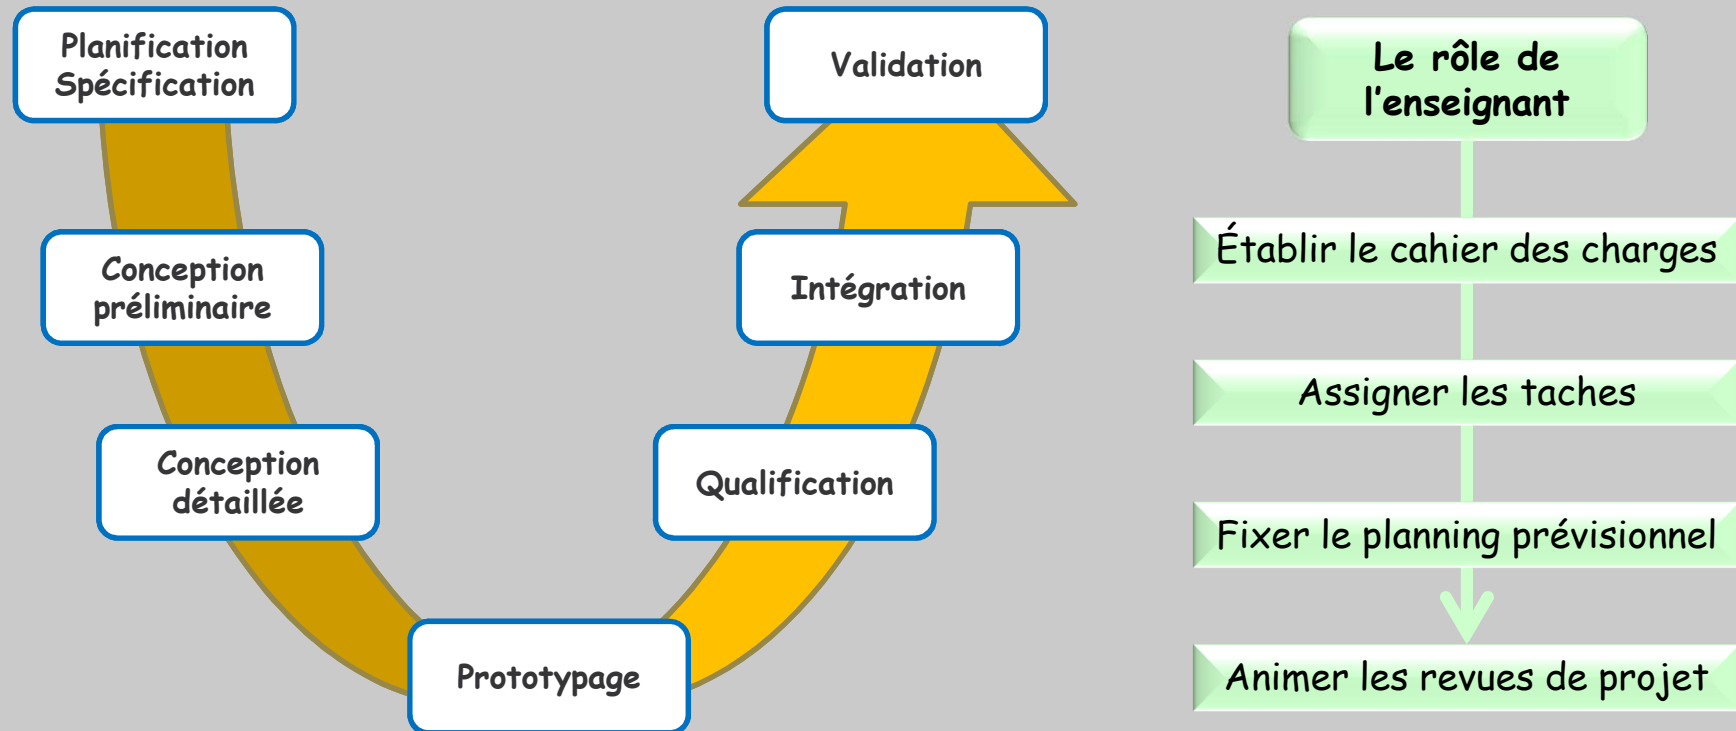 Planification
Spécification
Conception
préliminaire
Conception
détaillée
Prototypage
Qualification
Intégration
Validation
Le rôle de
l'enseignant
Établir le cahier des charges
Assigner les taches
Fixer le planning prévisionnel
Animer les revues de projet